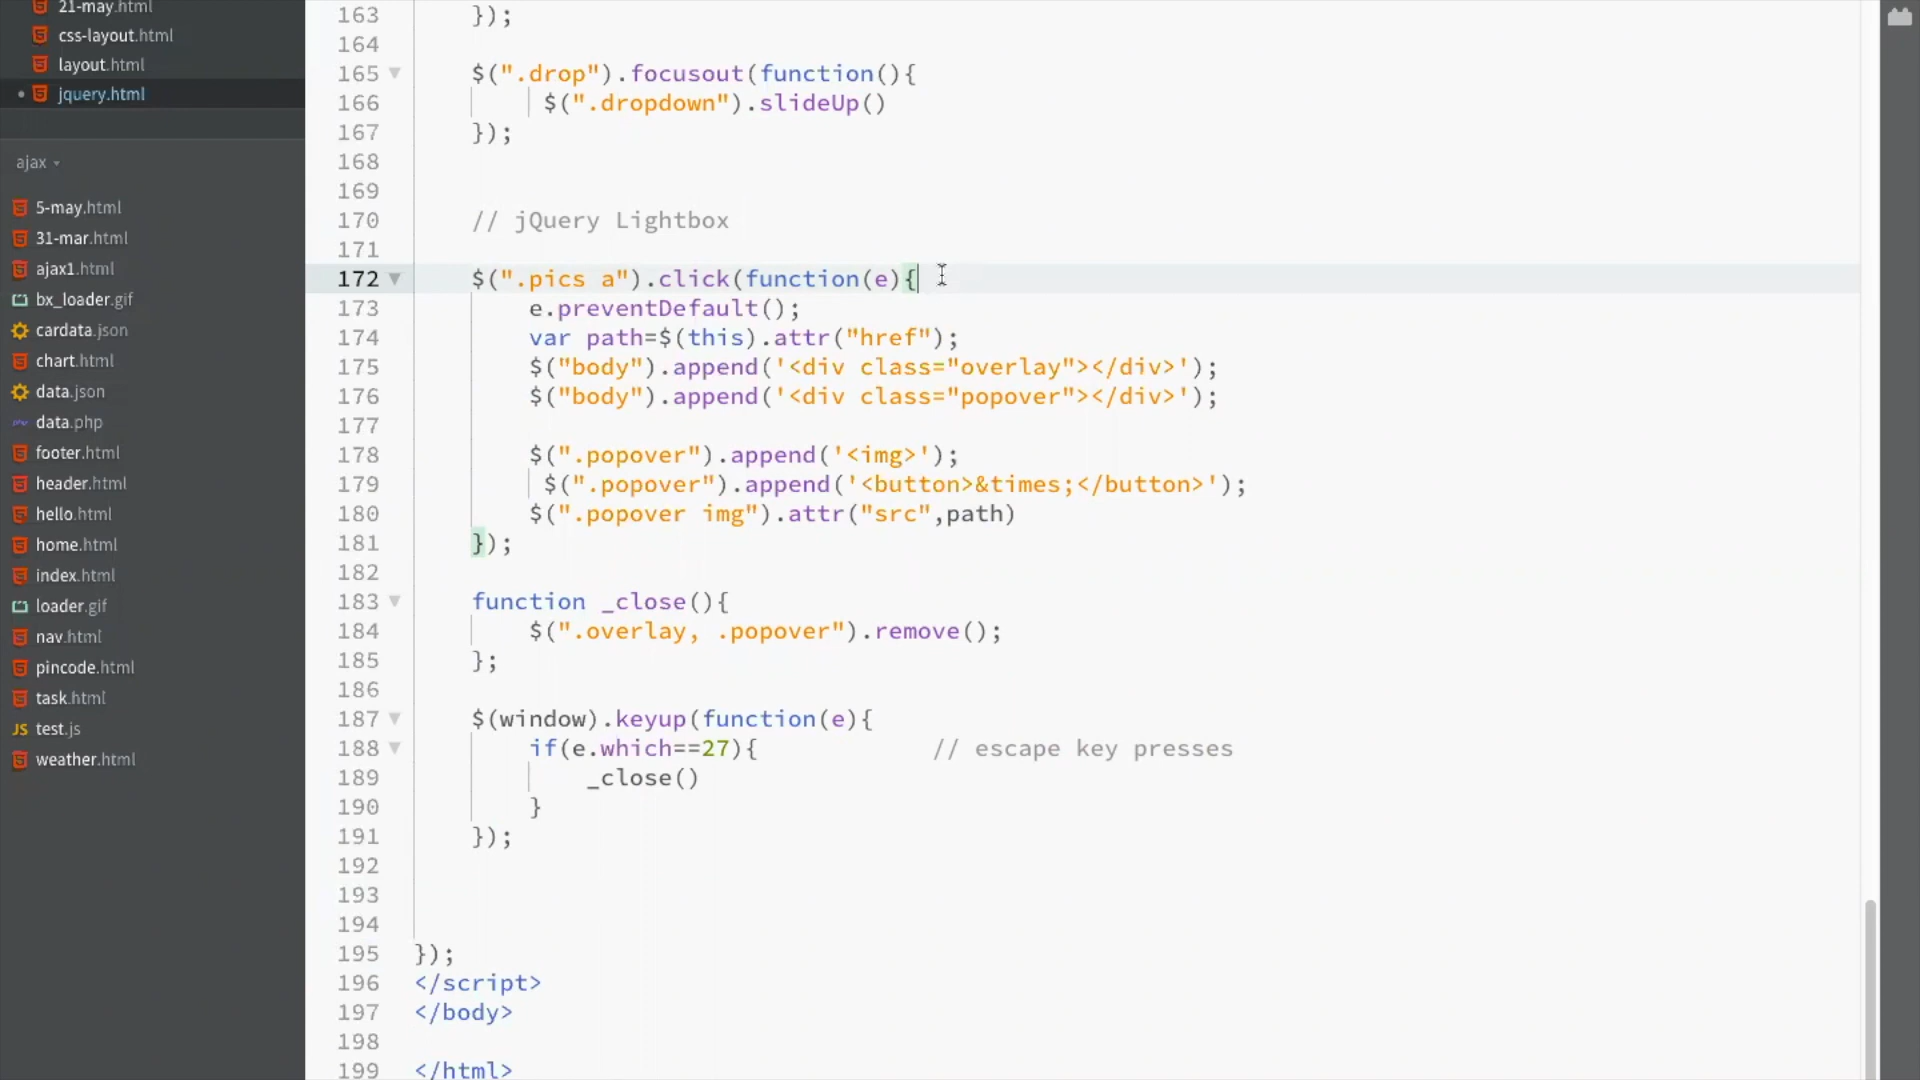 21-may.html
css-layout.html
layout.html
jquery.html
ajax
5-may.html
31-mar.html
ajax1.html
bx_loader.gif
cardata.json
chart.html
data.json
data.php
footer.html
header.html
hello.html
home.html
index.html
loader.gif
nav.html
pincode.html
task.html
JS test.js
weather.html
163 });
164
165 $(".drop").focusout(function(){
166 $(".dropdown").slideUp()
167 });
168
169
170 // jQuery Lightbox
171
172 $(".pics a").click(function(e){
173 e.preventDefault();
174 var path=$(this).attr("href");
175 $("body").append('<div class="overlay"></div>');
176 $("body").append('<div class="popover"></div>');
177
178 $(".popover").append('<img>');
179 $(".popover").append('<button>&times;</button>');
180 $(".popover img").attr("src",path)
181 });
182
183 function _close(){
184 $(".overlay, .popover").remove();
185 };
186
187 $(window).keyup(function(e){
188 if(e.which==27){ // escape key presses
189 _close()
190 }
191 });
192
193
194
195 });
196 </script>
197 </body>
198
199 </html>